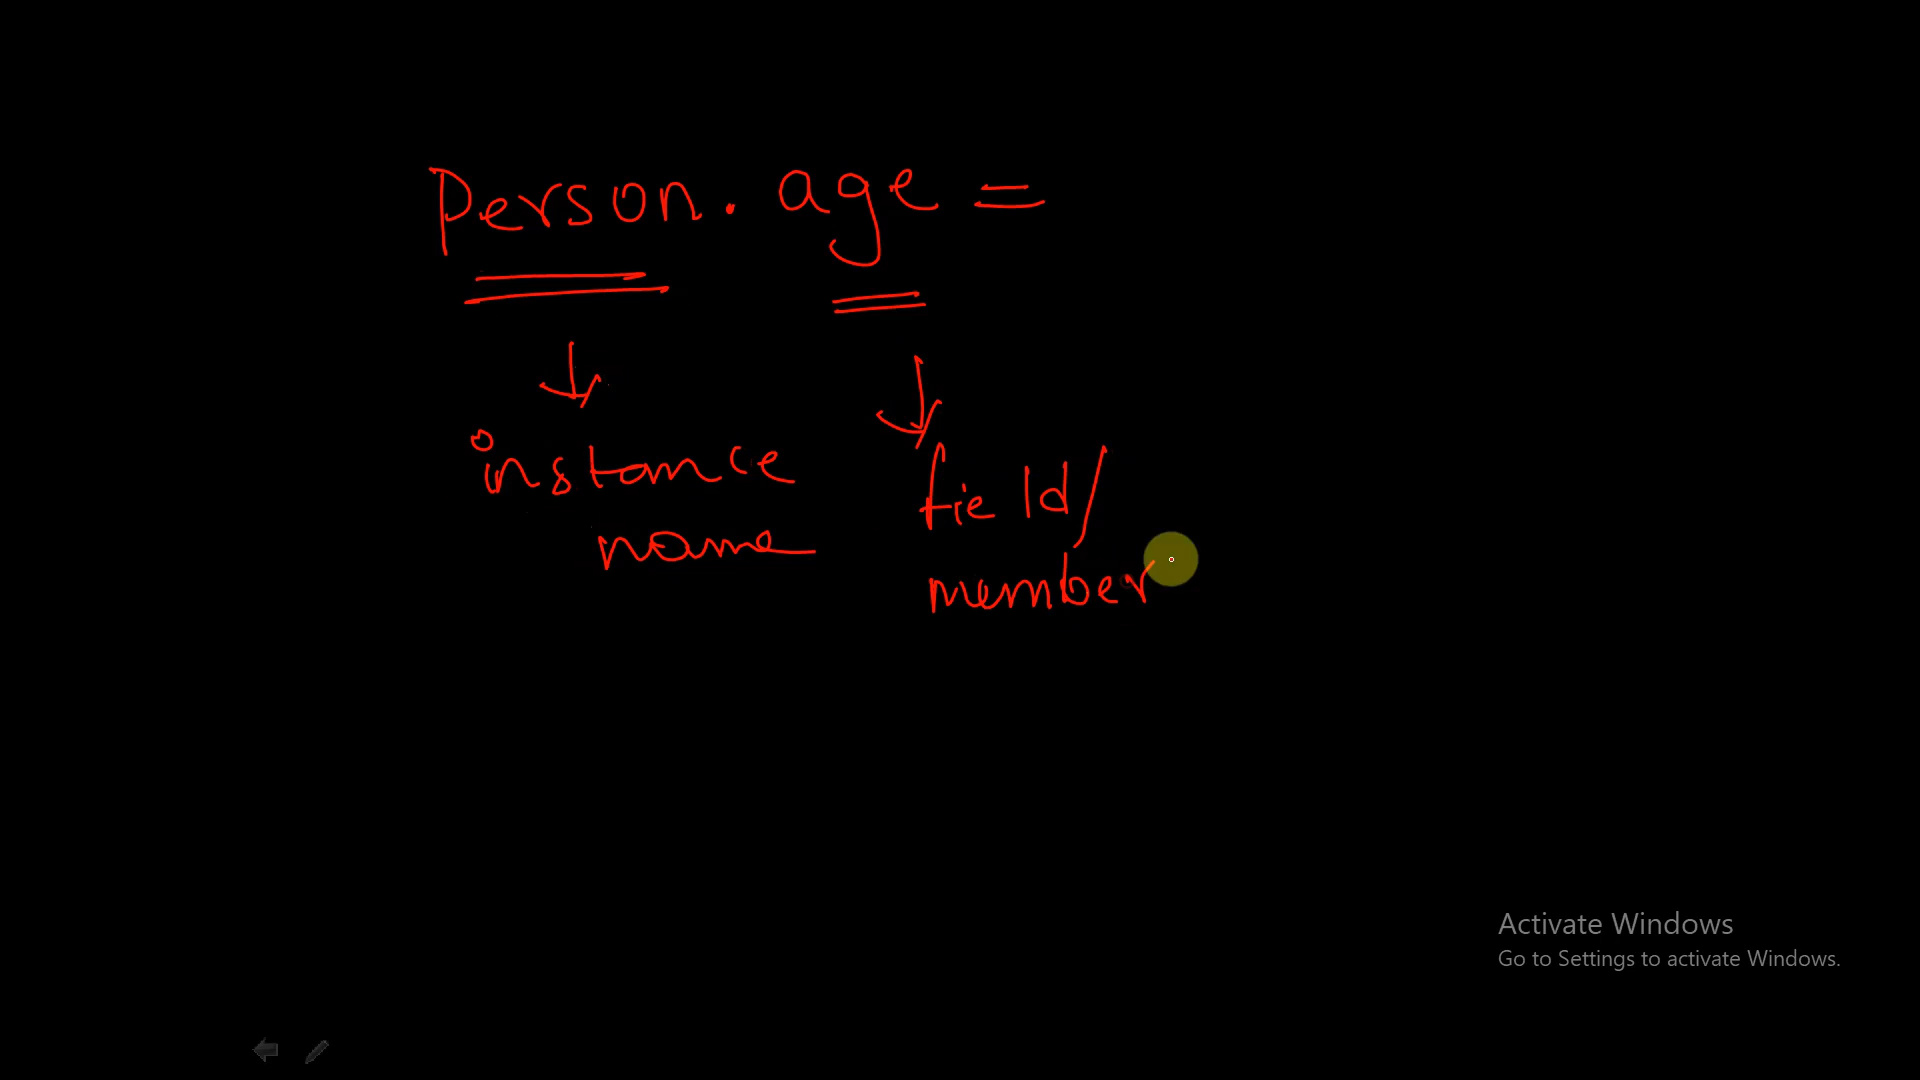 Person. age =
instance
name
field/
member
Activate Windows
Go to Settings to activate Windows.